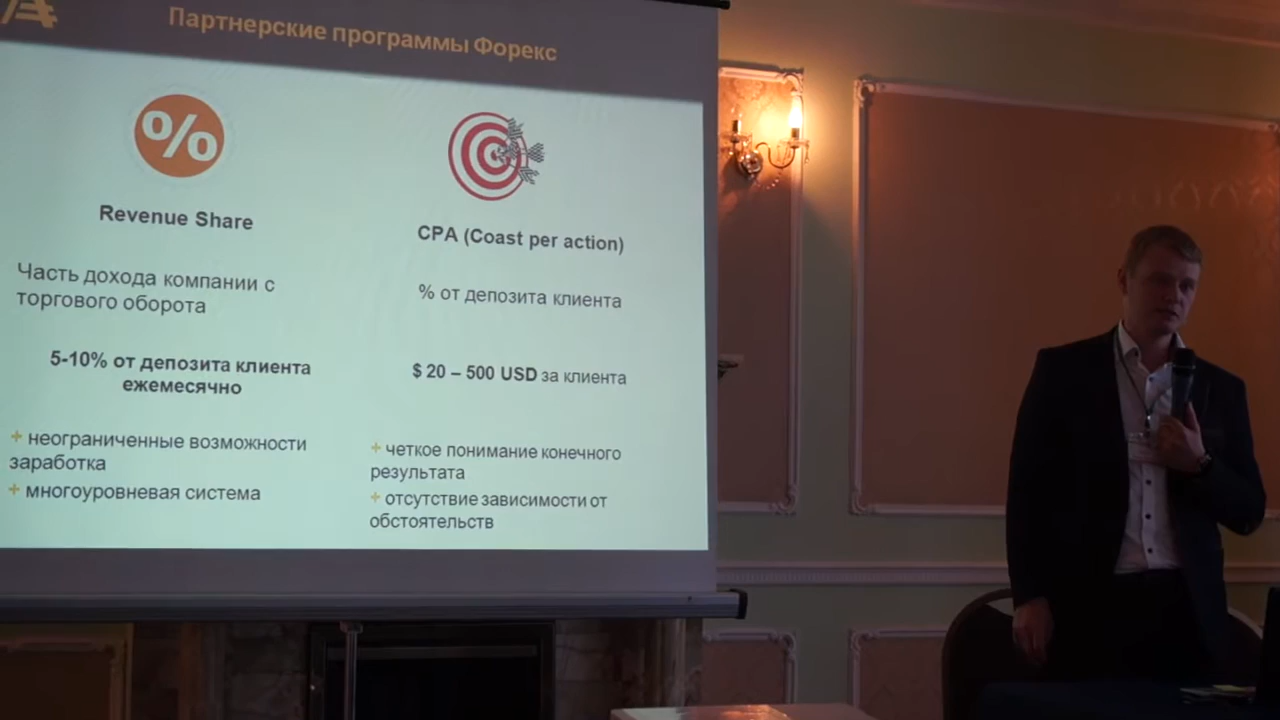 Партнерские программы Форекс
%
Revenue Share
Часть дохода компании с
торгового оборота
5-10% от депозита клиента
ежемесячно
+ неограниченные возможности
заработка
+ многоуровневая система
CPA (Coast per action)
% от депозита клиента
$ 20 – 500 USD за клиента
+ четкое понимание конечного
результата
+ отсутствие зависимости от
обстоятельств